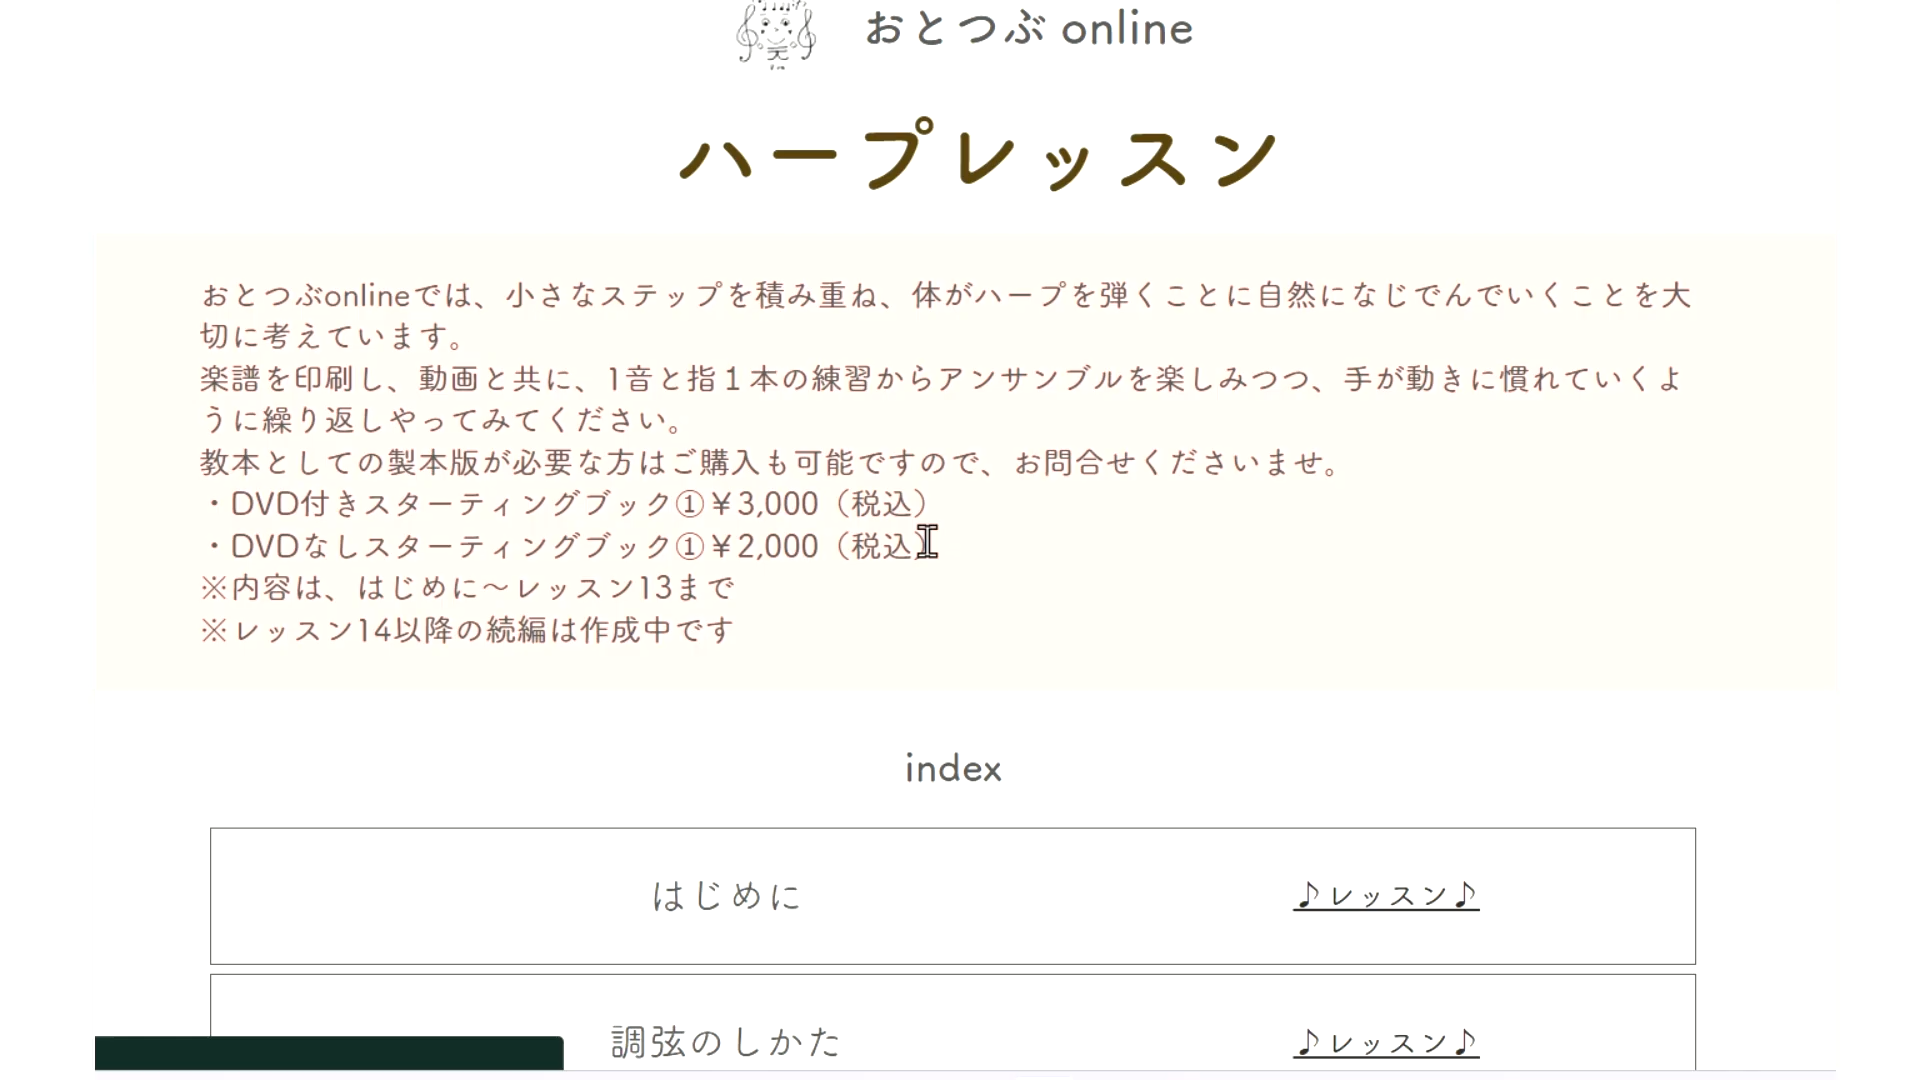 おとつぶ online
ハープレッスン
おとつぶonlineでは、小さなステップを積み重ね、体がハープを弾くことに自然になじでんでいくことを大
切に考えています。
楽譜を印刷し、動画と共に、1音と指１本の練習からアンサンブルを楽しみつつ、手が動きに慣れていくよ
うに繰り返しやってみてください。
教本としての製本版が必要な方はご購入も可能ですので、お問合せくださいませ。
・DVD付きスターティングブック①￥3,000（税込）
・DVDなしスターティングブック①￥2,000（税込）
※内容は、はじめに～レッスン13まで
※レッスン14以降の続編は作成中です
index
はじめに ♪レッスン♪
調弦のしかた ♪レッスン♪